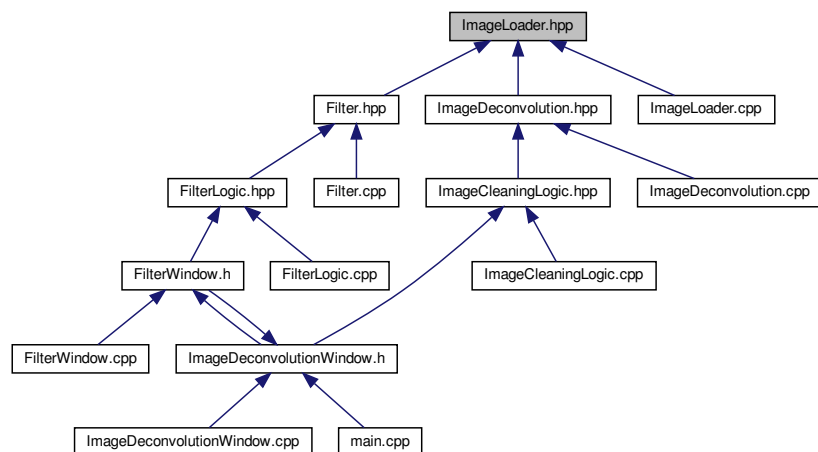 ImageLoader.hpp
Filter.hpp
ImageDeconvolution.hpp
ImageLoader.cpp
FilterLogic.hpp
Filter.cpp
ImageCleaningLogic.hpp
ImageDeconvolution.cpp
FilterWindow.h
FilterLogic.cpp
ImageCleaningLogic.cpp
FilterWindow.cpp
ImageDeconvolutionWindow.h
ImageDeconvolutionWindow.cpp
main.cpp